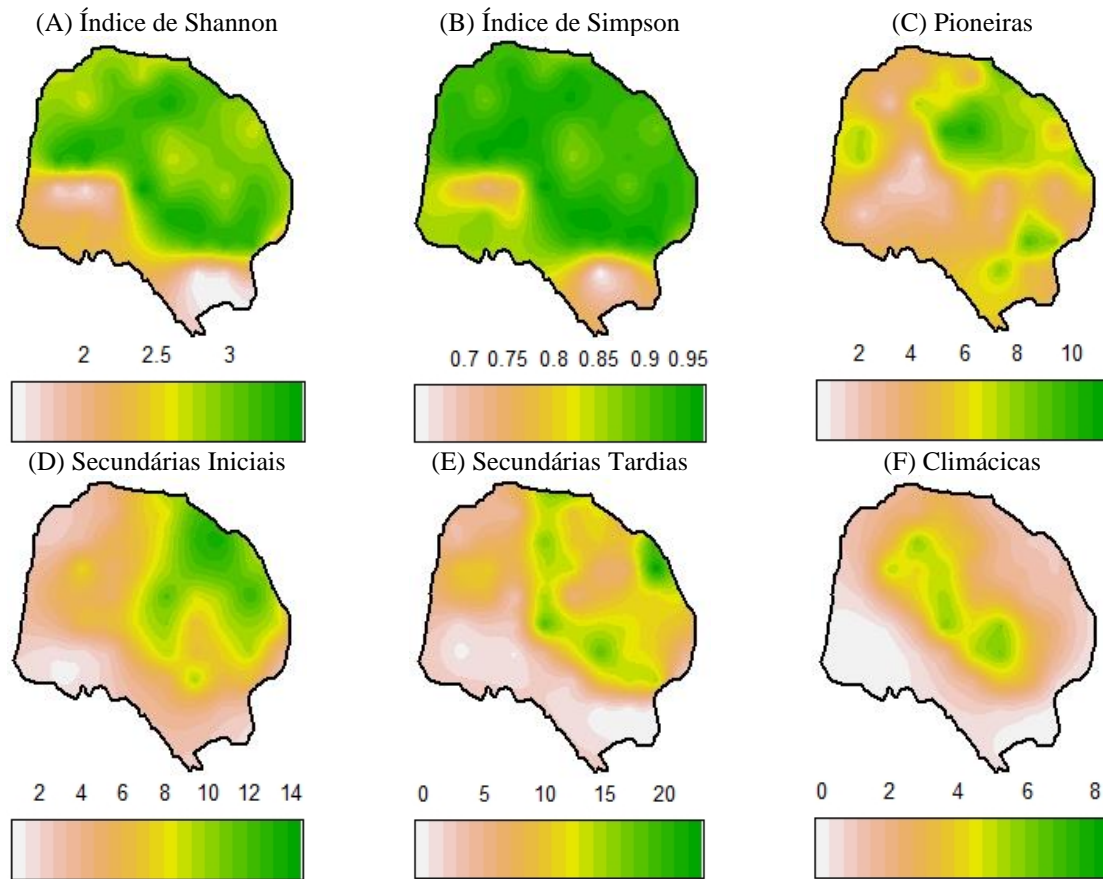 (A) Índice de Shannon
(B) Índice de Simpson
(C) Pioneiras
2 2.5 3
0.7 0.75 0.8 0.85 0.9 0.95
2 4 6 8 10
(D) Secundárias Iniciais
(E) Secundárias Tardias
(F) Climácicas
2 4 6 8 10 12 14
0 5 10 15 20
0 2 4 6 8